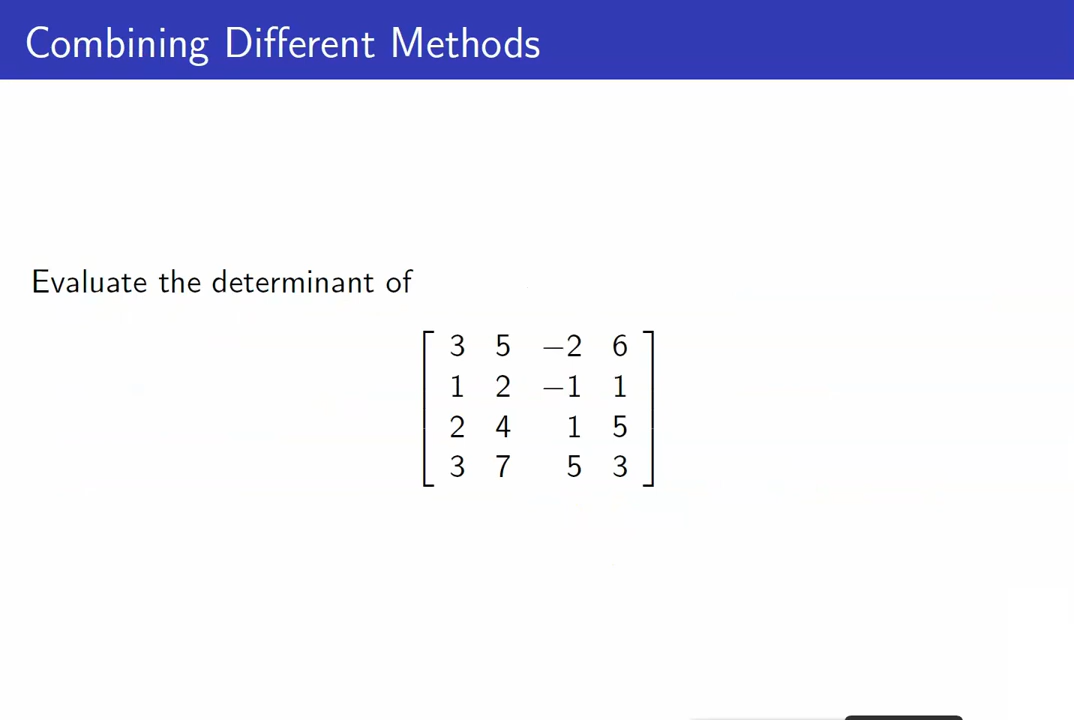 Combining Different Methods
Evaluate the determinant of
3 5 −2 6
1 2 −1 1
2 4 1 5
3 7 5 3